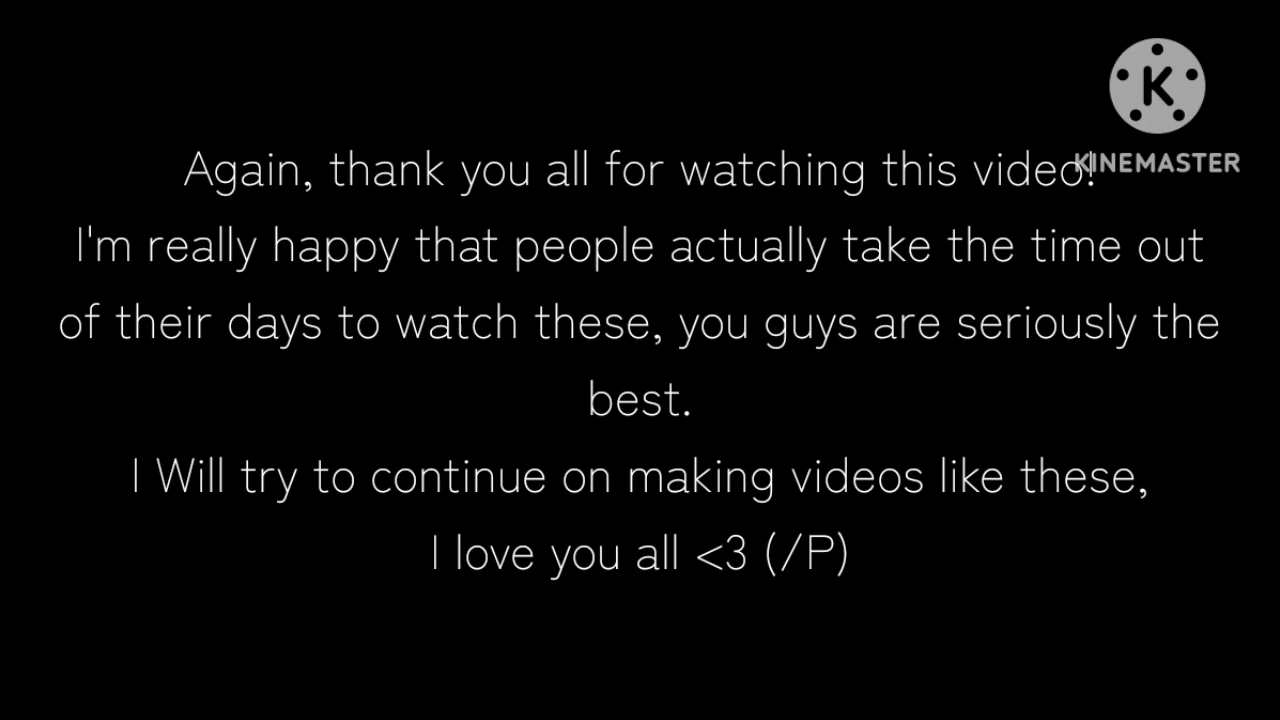 K
KINEMASTER
Again, thank you all for watching this video!
I'm really happy that people actually take the time out
of their days to watch these, you guys are seriously the
best.
I Will try to continue on making videos like these,
I love you all <3 (/P)